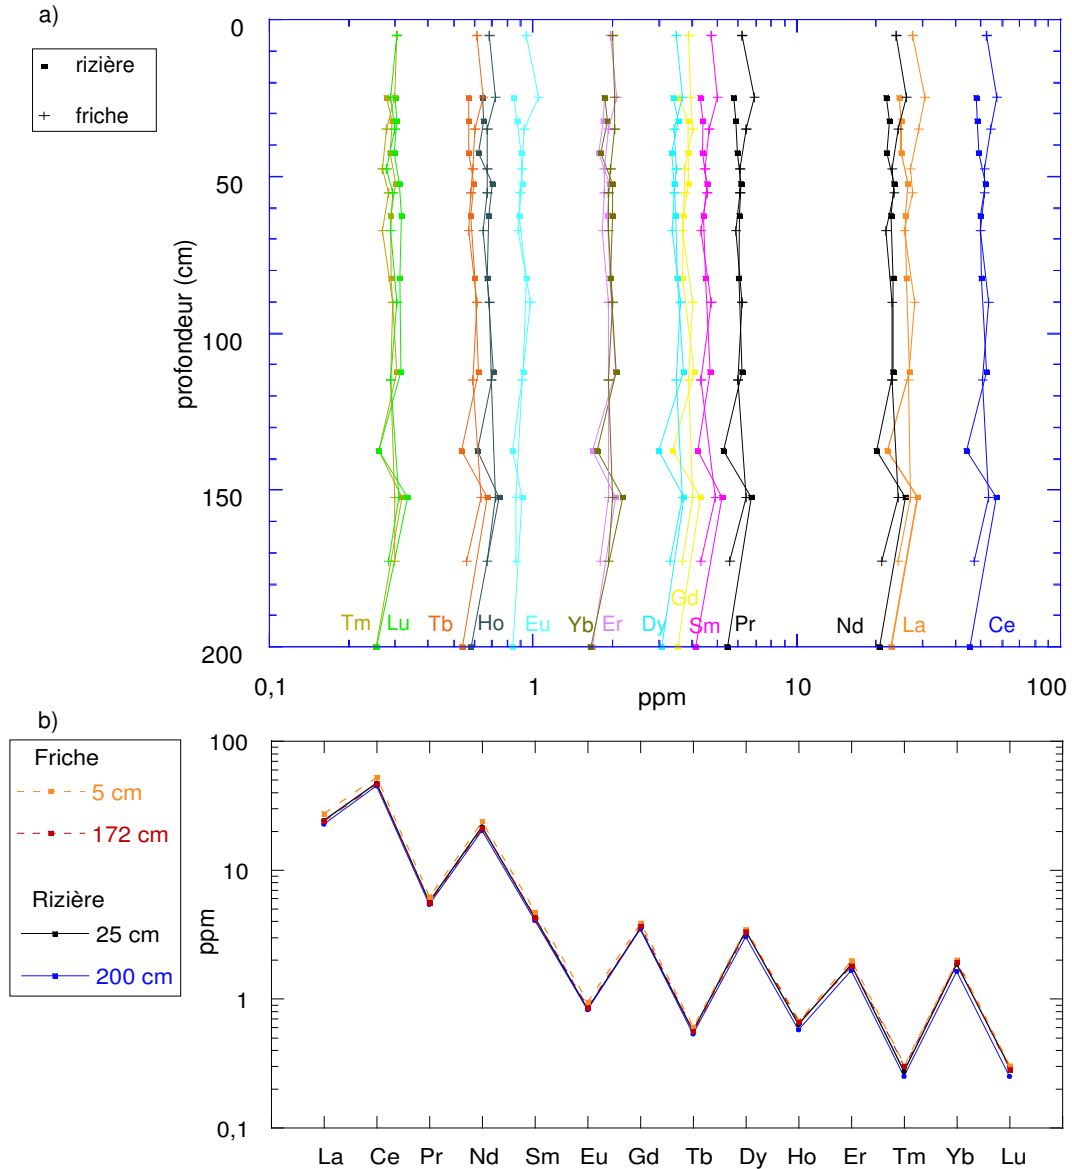 a)
rizière
friche
0
50
100
150
200
profondeur (cm)
Tm Lu Tb Ho Eu Yb Er Dy Gd Sm Pr Nd La Ce
0,1 1 10 100
ppm
b)
Friche
5 cm
172 cm
Rizière
25 cm
200 cm
100
10
1
0,1
ppm
La Ce Pr Nd Sm Eu Gd Tb Dy Ho Er Tm Yb Lu